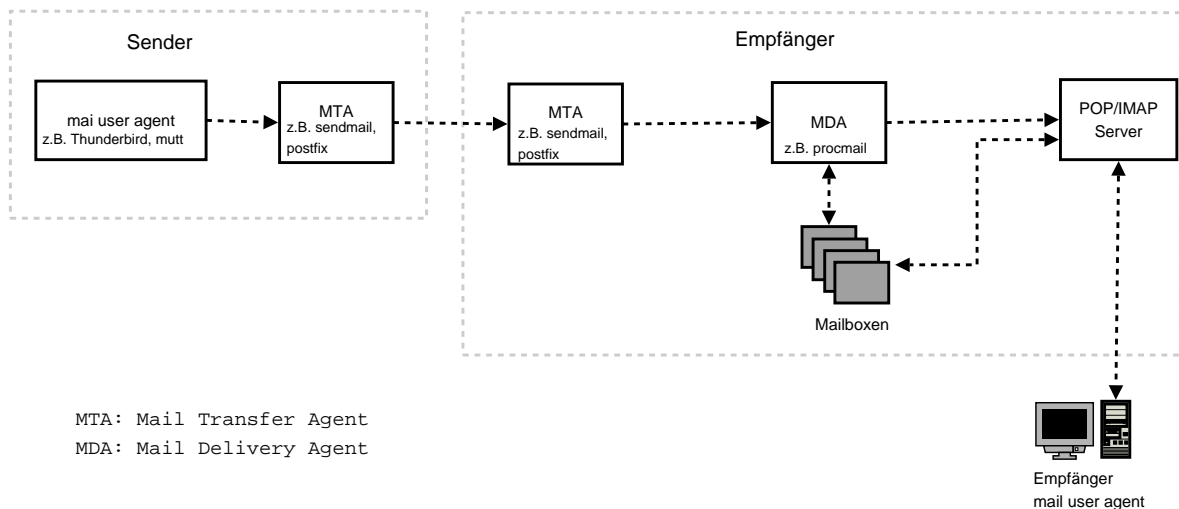 Sender
Empfänger
mai user agent
z.B. Thunderbird, mutt
MTA
z.B. sendmail,
postfix
MTA
z.B. sendmail,
postfix
MDA
z.B. procmail
POP/IMAP
Server
Mailboxen
MTA: Mail Transfer Agent
MDA: Mail Delivery Agent
Empfänger
mail user agent